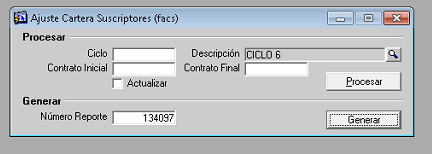 Ajuste Cartera Suscriptores (facs)
Procesar
Ciclo Descripción CICLO 6
Contrato Inicial Contrato Final
Actualizar Procesar
Generar
Número Reporte 134097 Generar